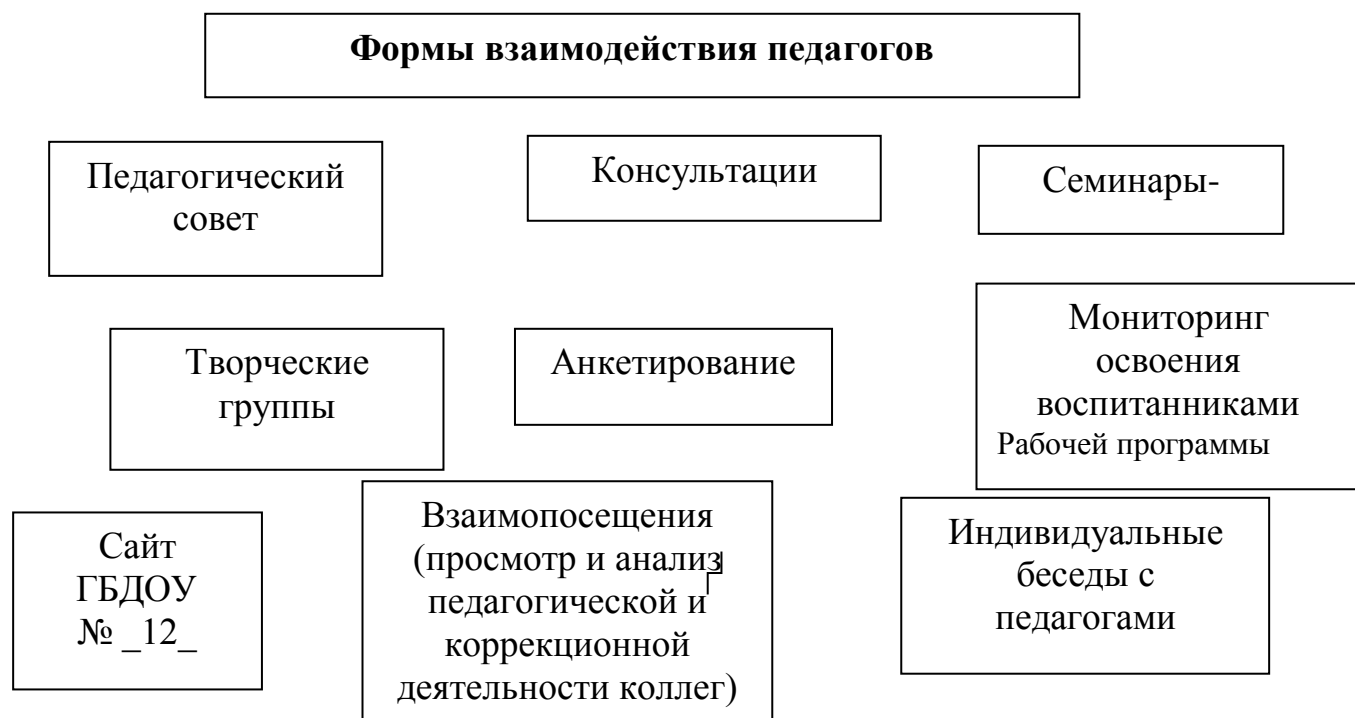 Формы взаимодействия педагогов
Педагогический
совет
Консультации
Семинары-
Творческие
группы
Анкетирование
Мониторинг
освоения
воспитанниками
Рабочей программы
Сайт
ГБДОУ
№ _12_
Взаимопосещения
(просмотр и анализ
педагогической и
коррекционной
деятельности коллег)
Индивидуальные
беседы с
педагогами